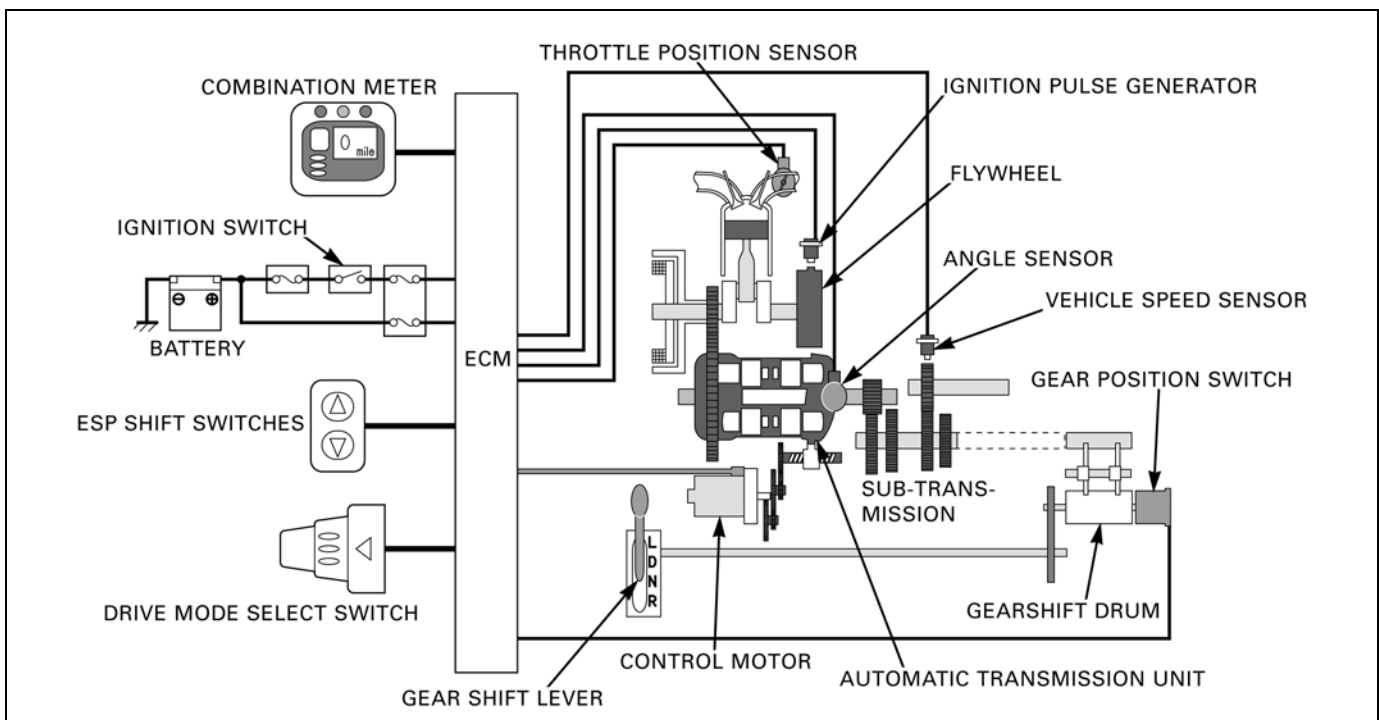 THROTTLE POSITION SENSOR
COMBINATION METER
IGNITION PULSE GENERATOR
0
mile
FLYWHEEL
IGNITION SWITCH
ANGLE SENSOR
VEHICLE SPEED SENSOR
BATTERY
ECM
GEAR POSITION SWITCH
ESP SHIFT SWITCHES
SUB-TRANS-
MISSION
L
D
N
R
DRIVE MODE SELECT SWITCH
GEARSHIFT DRUM
CONTROL MOTOR
AUTOMATIC TRANSMISSION UNIT
GEAR SHIFT LEVER